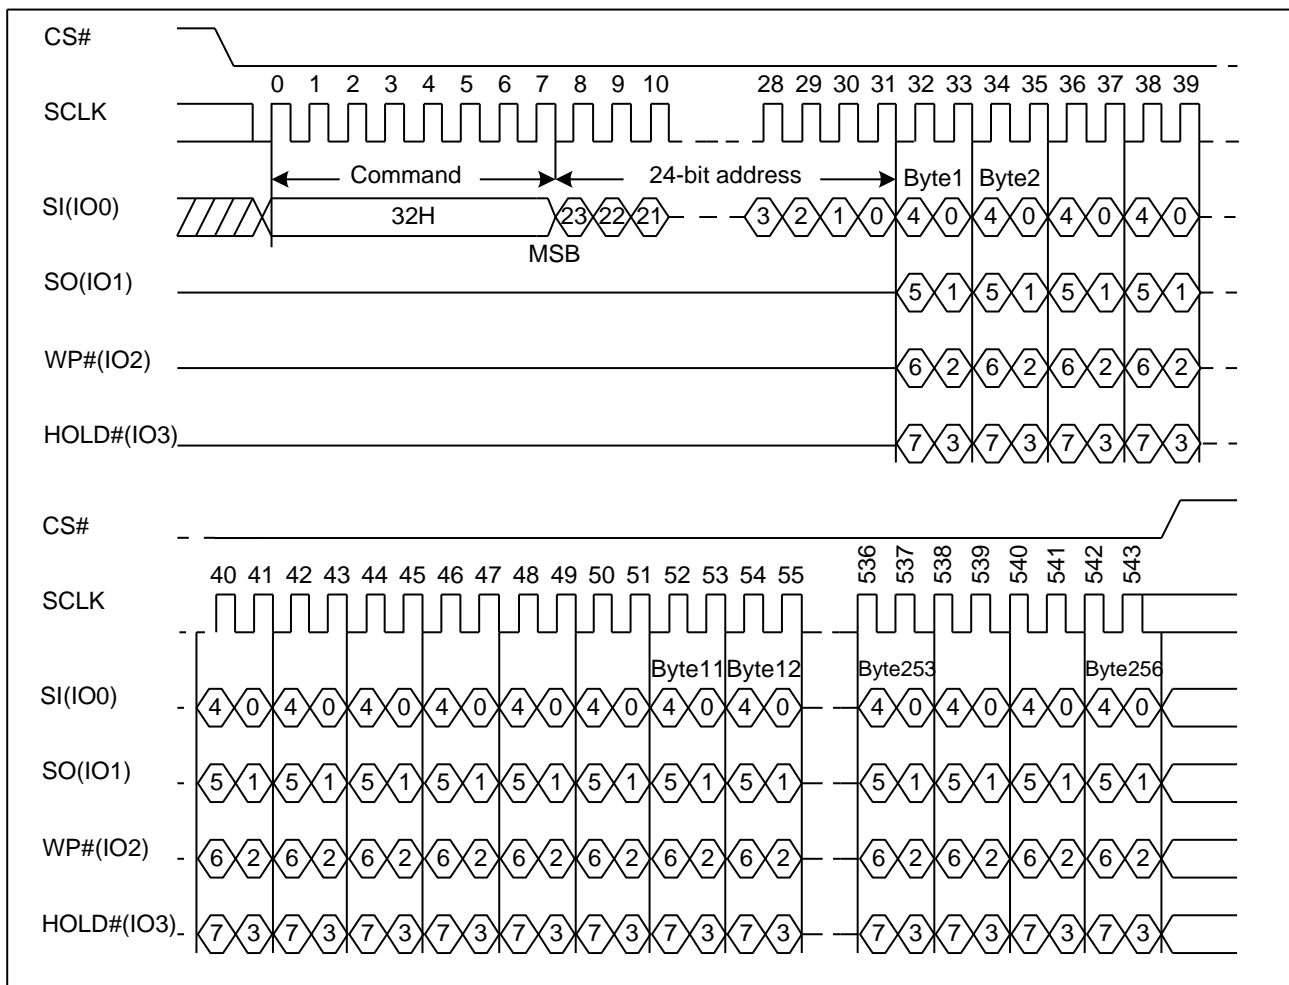 CS#
0 1 2 3 4 5 6 7 8 9 10 28 29 30 31 32 33 34 35 36 37 38 39
SCLK
Command 24-bit address Byte1 Byte2
SI(IO0) 32H 23 22 21 3 2 1 0 4 0 4 0 4 0 4 0
MSB
SO(IO1) 5 1 5 1 5 1 5 1
WP#(IO2) 6 2 6 2 6 2 6 2
HOLD#(IO3) 7 3 7 3 7 3 7 3
CS#
40 41 42 43 44 45 46 47 48 49 50 51 52 53 54 55 536 537 538 539 540 541 542 543
SCLK
Byte11 Byte12 Byte253 Byte256
SI(IO0) 4 0 4 0 4 0 4 0 4 0 4 0 4 0 4 0 4 0 4 0 4 0 4 0
SO(IO1) 5 1 5 1 5 1 5 1 5 1 5 1 5 1 5 1 5 1 5 1 5 1 5 1
WP#(IO2) 6 2 6 2 6 2 6 2 6 2 6 2 6 2 6 2 6 2 6 2 6 2 6 2
HOLD#(IO3) 7 3 7 3 7 3 7 3 7 3 7 3 7 3 7 3 7 3 7 3 7 3 7 3